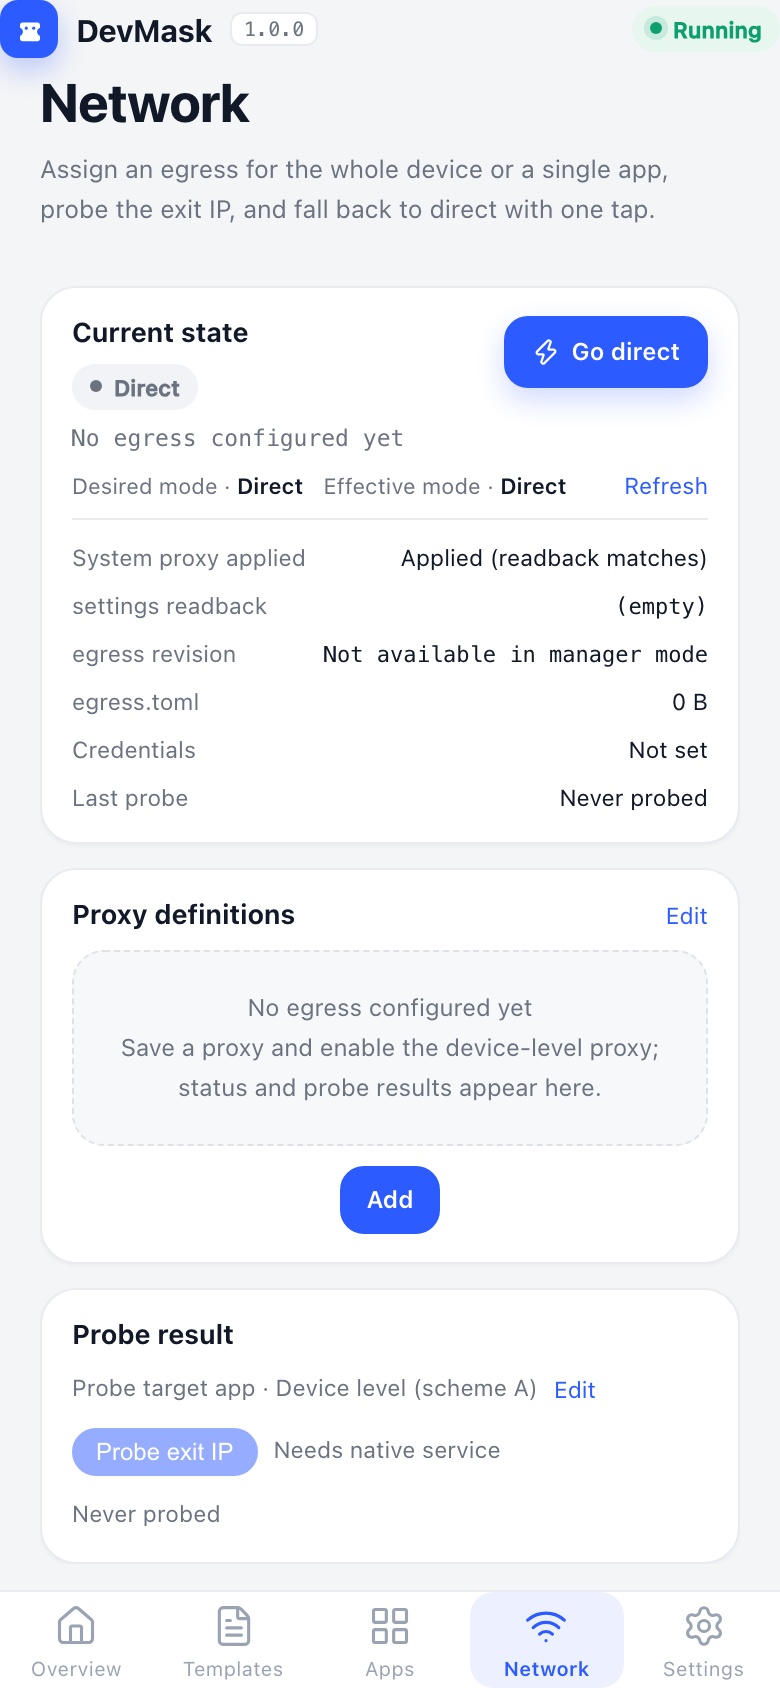 DevMask 1.0.0 Running
Network
Assign an egress for the whole device or a single app,
probe the exit IP, and fall back to direct with one tap.
Current state
Go direct
Direct
No egress configured yet
Desired mode · Direct Effective mode · Direct Refresh
System proxy applied Applied (readback matches)
settings readback (empty)
egress revision Not available in manager mode
egress.toml 0 B
Credentials Not set
Last probe Never probed
Proxy definitions Edit
No egress configured yet
Save a proxy and enable the device-level proxy;
status and probe results appear here.
Add
Probe result
Probe target app · Device level (scheme A) Edit
Probe exit IP Needs native service
Never probed
Overview Templates Apps Network Settings